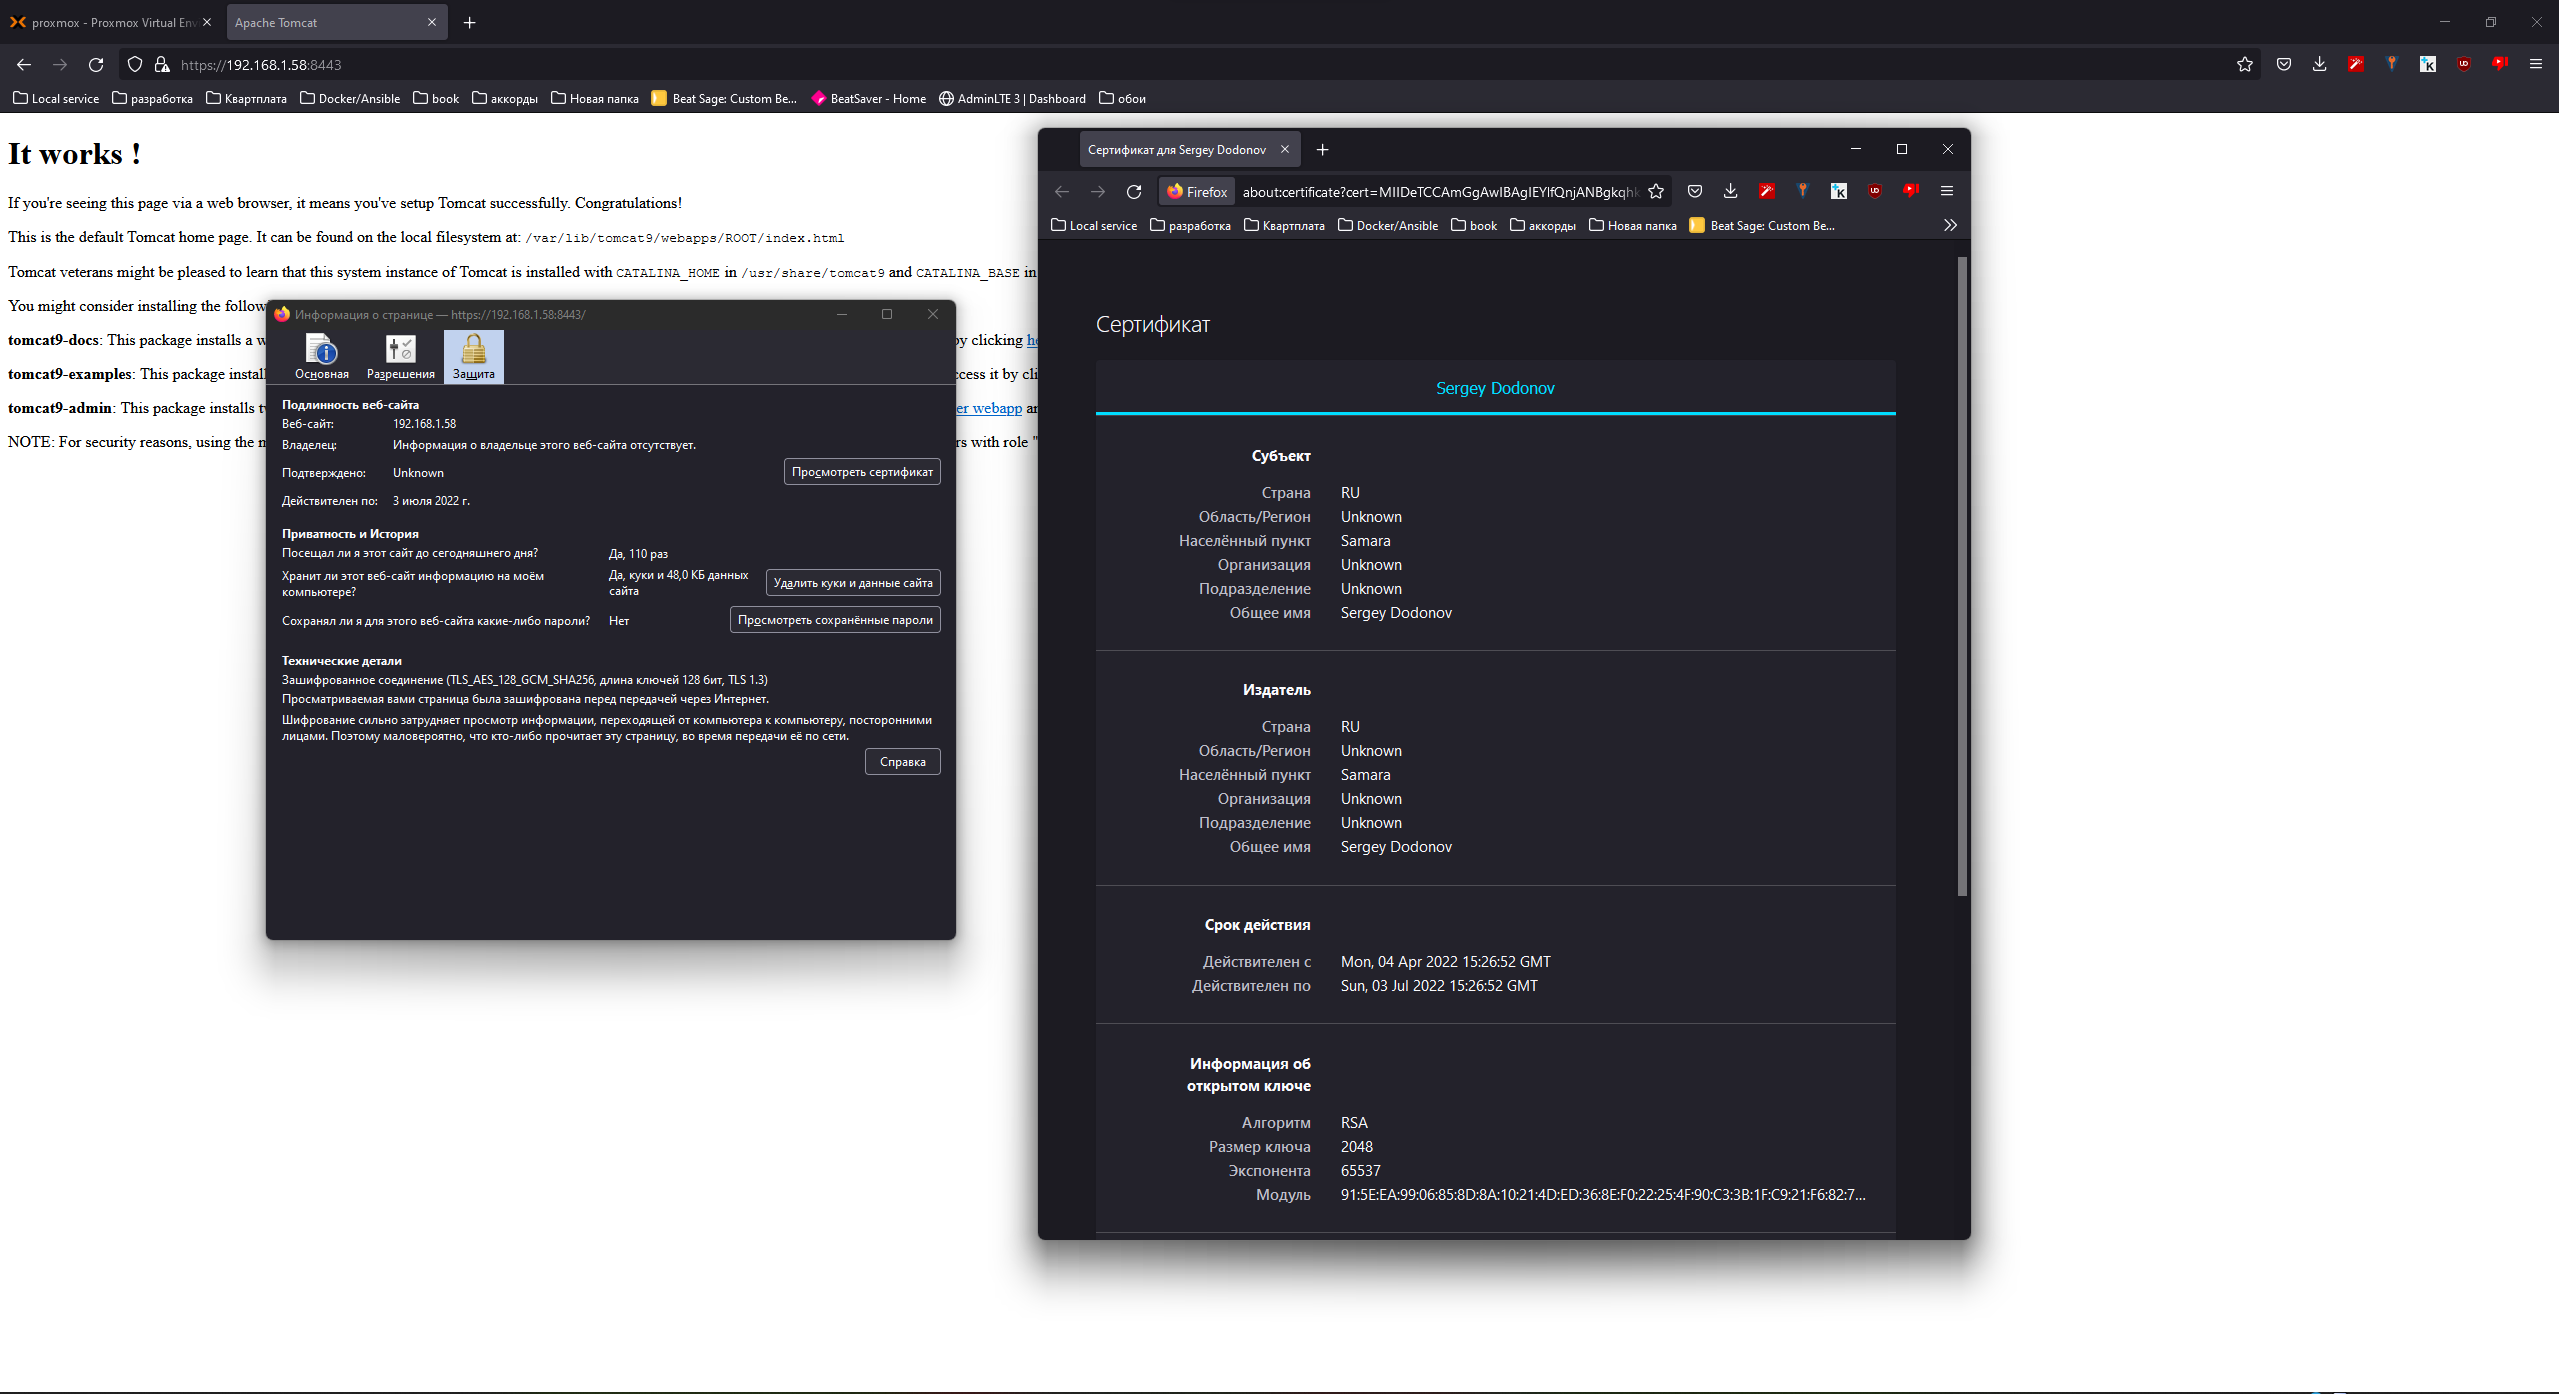 proxmox - Proxmox Virtual Env
Apache Tomcat
https://192.168.1.58:8443
Local service
разработка
Квартплата
Docker/Ansible
book
аккорды
Новая папка
Beat Sage: Custom Be...
BeatSaver - Home
AdminLTE 3 | Dashboard
обои
It works !
If you're seeing this page via a web browser, it means you've setup Tomcat successfully. Congratulations!
This is the default Tomcat home page. It can be found on the local filesystem at: /var/lib/tomcat9/webapps/ROOT/index.html
Tomcat veterans might be pleased to learn that this system instance of Tomcat is installed with CATALINA_HOME in /usr/share/tomcat9 and CATALINA_BASE in
You might consider installing the follow
tomcat9-docs: This package installs a w
by clicking he
tomcat9-examples: This package install
ccess it by cli
tomcat9-admin: This package installs t
er webapp an
NOTE: For security reasons, using the m
rs with role "
Информация о странице — https://192.168.1.58:8443/
Основная
Разрешения
Защита
Подлинность веб-сайта
Веб-сайт: 192.168.1.58
Владелец: Информация о владельце этого веб-сайта отсутствует.
Подтверждено: Unknown
Просмотреть сертификат
Действителен по: 3 июля 2022 г.
Приватность и История
Посещал ли я этот сайт до сегодняшнего дня? Да, 110 раз
Хранит ли этот веб-сайт информацию на моём
компьютере?
Да, куки и 48,0 КБ данных
сайта
Удалить куки и данные сайта
Сохранял ли я для этого веб-сайта какие-либо пароли? Нет
Просмотреть сохранённые пароли
Технические детали
Зашифрованное соединение (TLS_AES_128_GCM_SHA256, длина ключей 128 бит, TLS 1.3)
Просматриваемая вами страница была зашифрована перед передачей через Интернет.
Шифрование сильно затрудняет просмотр информации, переходящей от компьютера к компьютеру, посторонними
лицами. Поэтому маловероятно, что кто-либо прочитает эту страницу, во время передачи её по сети.
Справка
Сертификат для Sergey Dodonov
Firefox
about:certificate?cert=MIIDeTCCAmGgAwIBAgIEYlfQnjANBgkqhk
Local service
разработка
Квартплата
Docker/Ansible
book
аккорды
Новая папка
Beat Sage: Custom Be...
Сертификат
Sergey Dodonov
Субъект
Страна RU
Область/Регион Unknown
Населённый пункт Samara
Организация Unknown
Подразделение Unknown
Общее имя Sergey Dodonov
Издатель
Страна RU
Область/Регион Unknown
Населённый пункт Samara
Организация Unknown
Подразделение Unknown
Общее имя Sergey Dodonov
Срок действия
Действителен с Mon, 04 Apr 2022 15:26:52 GMT
Действителен по Sun, 03 Jul 2022 15:26:52 GMT
Информация об
открытом ключе
Алгоритм RSA
Размер ключа 2048
Экспонента 65537
Модуль 91:5E:EA:99:06:85:8D:8A:10:21:4D:ED:36:8E:F0:22:25:4F:90:C3:3B:1F:C9:21:F6:82:7...